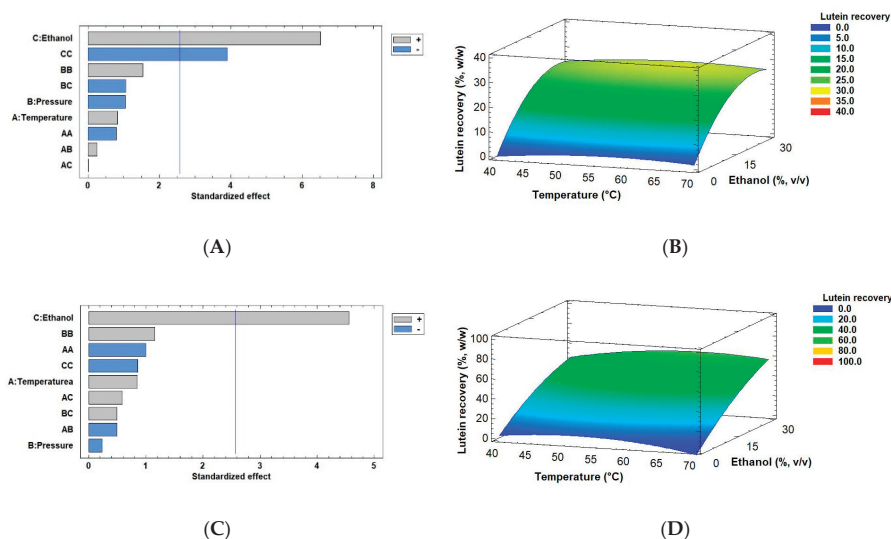 C:Ethanol
CC
BB
BC
B:Pressure
A:Temperature
AA
AB
AC
0 2 4 6 8
Standardized effect
+
-
(A)
Lutein recovery (%, w/w)
40
30
20
10
0
40 45 50 55 60 65 70
Temperature (°C)
0 15 30
Ethanol (%, v/v)
Lutein recovery
0.0
5.0
10.0
15.0
20.0
25.0
30.0
35.0
40.0
(B)
C:Ethanol
BB
AA
CC
A:Temperaturea
AC
BC
AB
B:Pressure
0 1 2 3 4 5
Standardized effect
+
-
(C)
Lutein recovery (%, w/w)
100
80
60
40
20
0
40 45 50 55 60 65 70
Temperature (°C)
0 15 30
Ethanol (%, v/v)
Lutein recovery
0.0
20.0
40.0
60.0
80.0
100.0
(D)